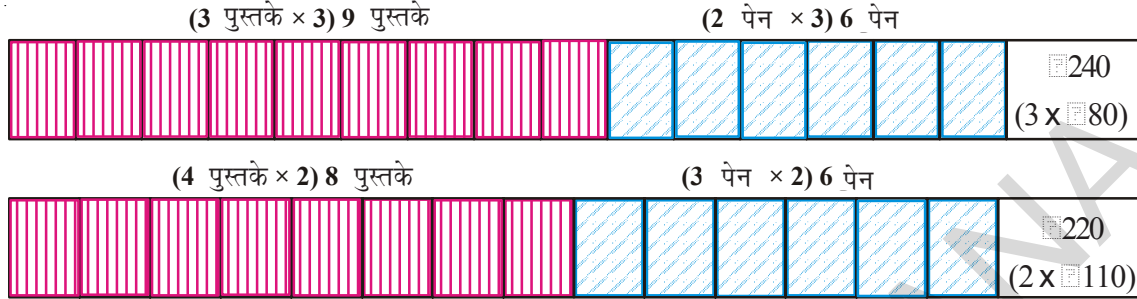 (3 पुस्तके × 3) 9 पुस्तके (2 पेन × 3) 6 पेन
240
(3 x 80)
(4 पुस्तके × 2) 8 पुस्तके (3 पेन × 2) 6 पेन
220
(2 x 110)